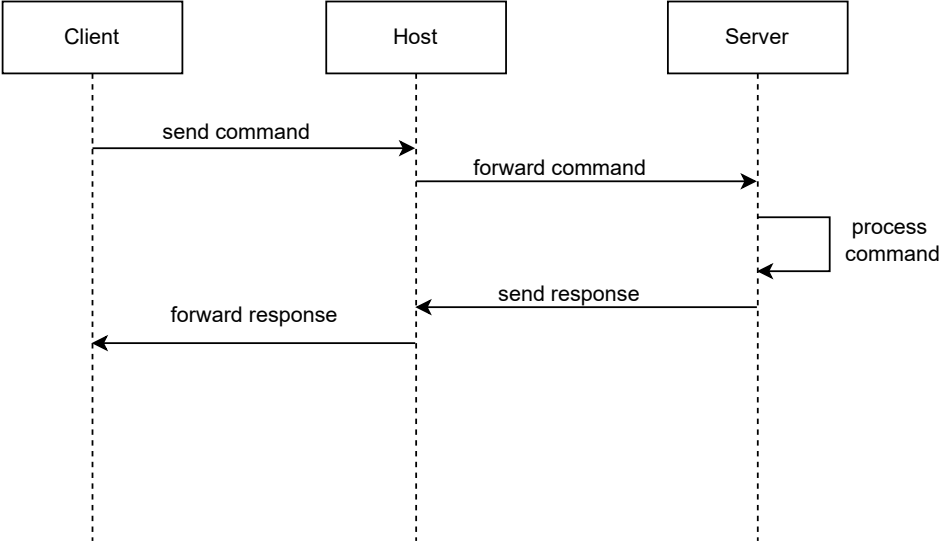 Client
Host
Server
send command
forward command
process
command
send response
forward response